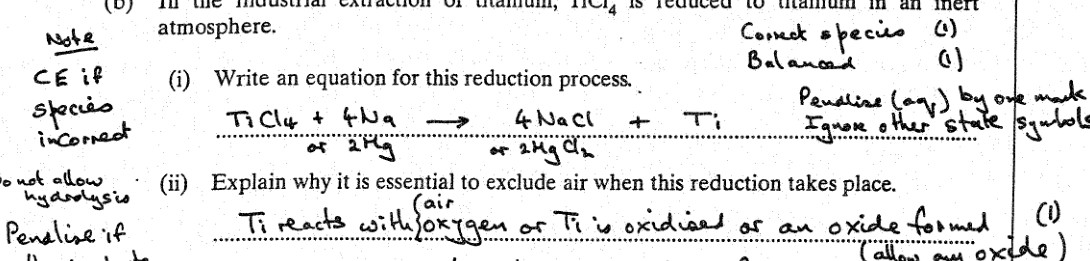 (b) In the industrial extraction of titanium, TiCl4 is reduced to titanium in an inert
atmosphere.
Note
CE if
species
incorrect
Correct species (1)
Balanced (1)
(i) Write an equation for this reduction process.
Penalise (aq) by one mark
Ignore other state symbols
TiCl4 + 4Na → 4NaCl + Ti
or 2Mg or 2MgCl2
Do not allow
hydrolysis
(ii) Explain why it is essential to exclude air when this reduction takes place.
(air
Ti reacts with {oxygen or Ti is oxidised or an oxide formed (1)
(allow any oxide)
Penalise if